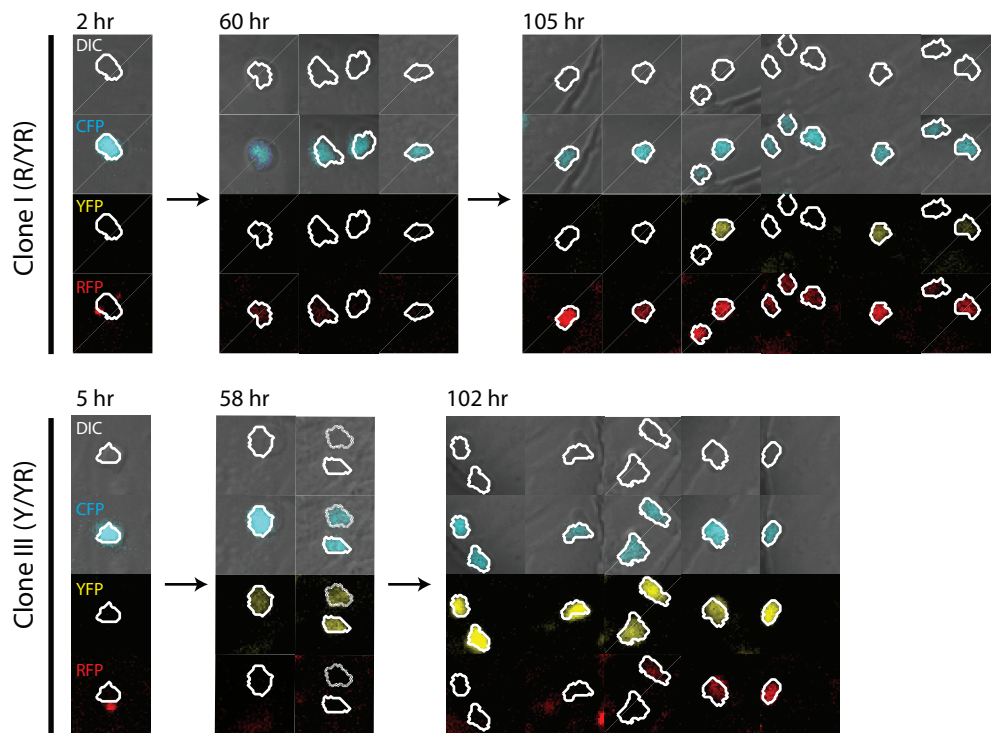 2 hr
60 hr
105 hr
DIC
CFP
YFP
RFP
Clone I (R/YR)
5 hr
58 hr
102 hr
DIC
CFP
YFP
RFP
Clone III (Y/YR)